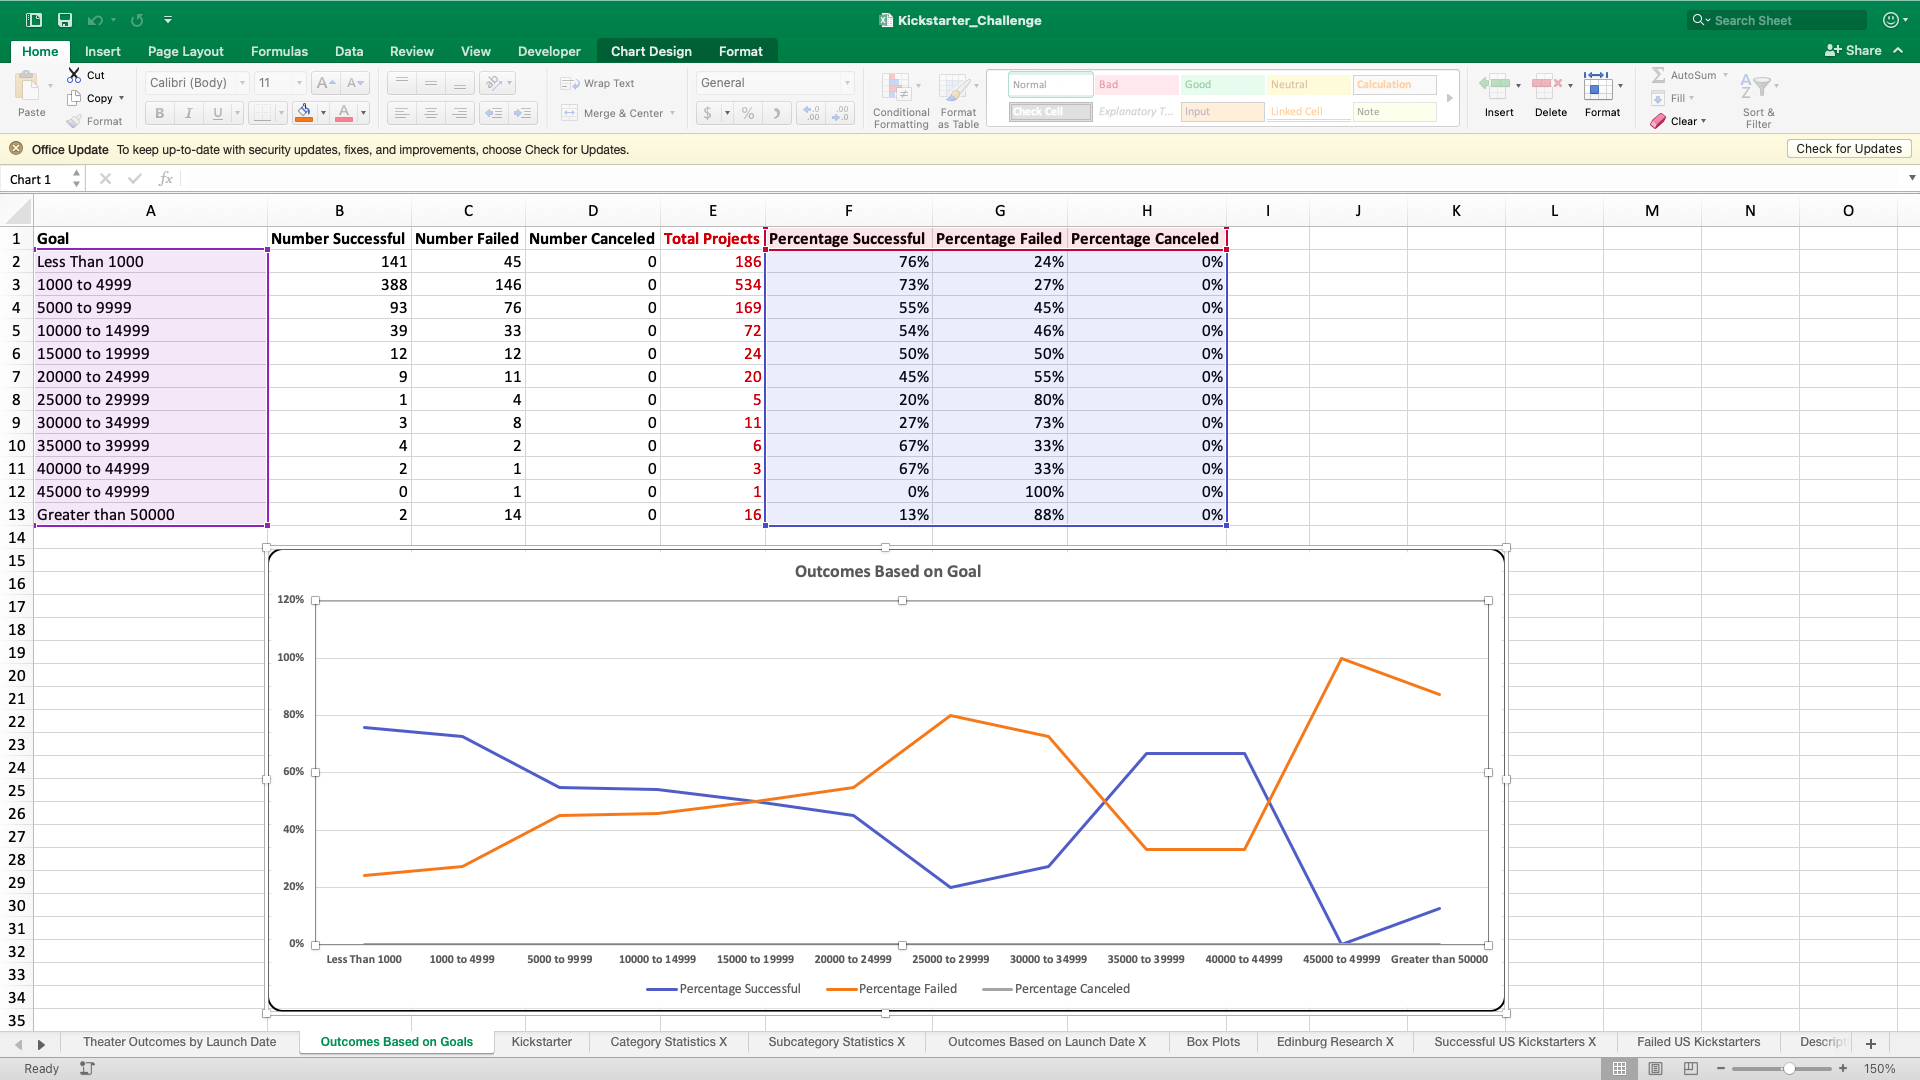 Kickstarter_Challenge
Search Sheet
Home Insert Page Layout Formulas Data Review View Developer Chart Design Format Share
Cut Calibri (Body) 11 A A Wrap Text General Normal Bad Good Neutral Calculation AutoSum
Copy Fill
Paste Format B I U A Merge & Center $ % Conditional Formatting Format as Table Check Cell Explanatory T... Input Linked Cell Note Insert Delete Format Clear Sort & Filter
Office Update To keep up-to-date with security updates, fixes, and improvements, choose Check for Updates. Check for Updates
Chart 1 fx
A B C D E F G H I J K L M N O
1 Goal Number Successful Number Failed Number Canceled Total Projects Percentage Successful Percentage Failed Percentage Canceled
2 Less Than 1000 141 45 0 186 76% 24% 0%
3 1000 to 4999 388 146 0 534 73% 27% 0%
4 5000 to 9999 93 76 0 169 55% 45% 0%
5 10000 to 14999 39 33 0 72 54% 46% 0%
6 15000 to 19999 12 12 0 24 50% 50% 0%
7 20000 to 24999 9 11 0 20 45% 55% 0%
8 25000 to 29999 1 4 0 5 20% 80% 0%
9 30000 to 34999 3 8 0 11 27% 73% 0%
10 35000 to 39999 4 2 0 6 67% 33% 0%
11 40000 to 44999 2 1 0 3 67% 33% 0%
12 45000 to 49999 0 1 0 1 0% 100% 0%
13 Greater than 50000 2 14 0 16 13% 88% 0%
14
15
16
17
18
19
20
21
22
23
24
25
26
27
28
29
30
31
32
33
34
35
Outcomes Based on Goal
120%
100%
80%
60%
40%
20%
0%
Less Than 1000 1000 to 4999 5000 to 9999 10000 to 14999 15000 to 19999 20000 to 24999 25000 to 29999 30000 to 34999 35000 to 39999 40000 to 44999 45000 to 49999 Greater than 50000
Percentage Successful Percentage Failed Percentage Canceled
Theater Outcomes by Launch Date Outcomes Based on Goals Kickstarter Category Statistics X Subcategory Statistics X Outcomes Based on Launch Date X Box Plots Edinburg Research X Successful US Kickstarters X Failed US Kickstarters Descript +
Ready 150%